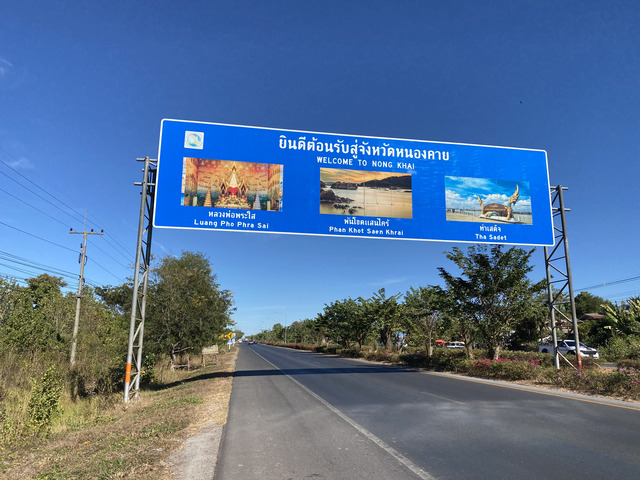 ยินดีต้อนรับสู่จังหวัดหนองคาย
WELCOME TO NONG KHAI
หลวงพ่อพระใส
Luang Pho Phra Sai
พันโขดแสนไคร้
Phan Khot Saen Khrai
ท่าเสด็จ
Tha Sadet